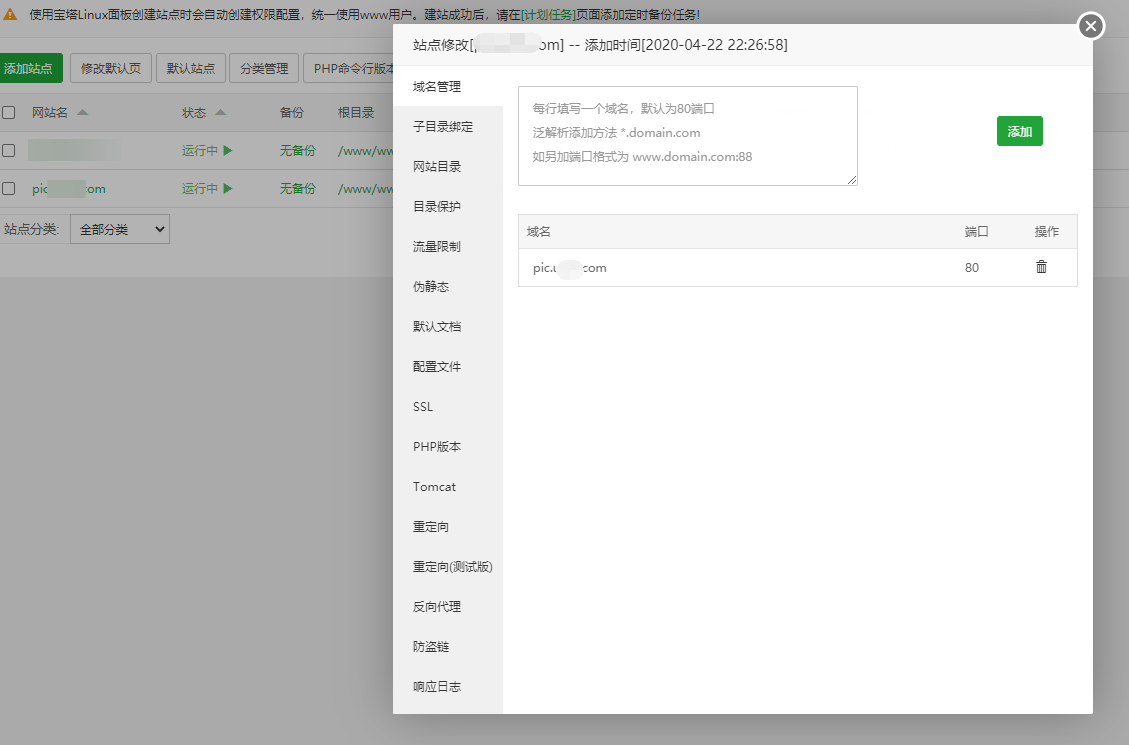 使用宝塔Linux面板创建站点时会自动创建权限配置，统一使用www用户。建站成功后，请在[计划任务]页面添加定时备份任务!
添加站点 修改默认页 默认站点 分类管理 PHP命令行版本
网站名 状态 备份 根目录
运行中 无备份 /www/ww
pic om 运行中 无备份 /www/ww
站点分类: 全部分类
站点修改[ om] -- 添加时间[2020-04-22 22:26:58]
域名管理
子目录绑定
网站目录
目录保护
流量限制
伪静态
默认文档
配置文件
SSL
PHP版本
Tomcat
重定向
重定向(测试版)
反向代理
防盗链
响应日志
每行填写一个域名，默认为80端口
泛解析添加方法 *.domain.com
如另加端口格式为 www.domain.com:88
添加
域名 端口 操作
pic. com 80